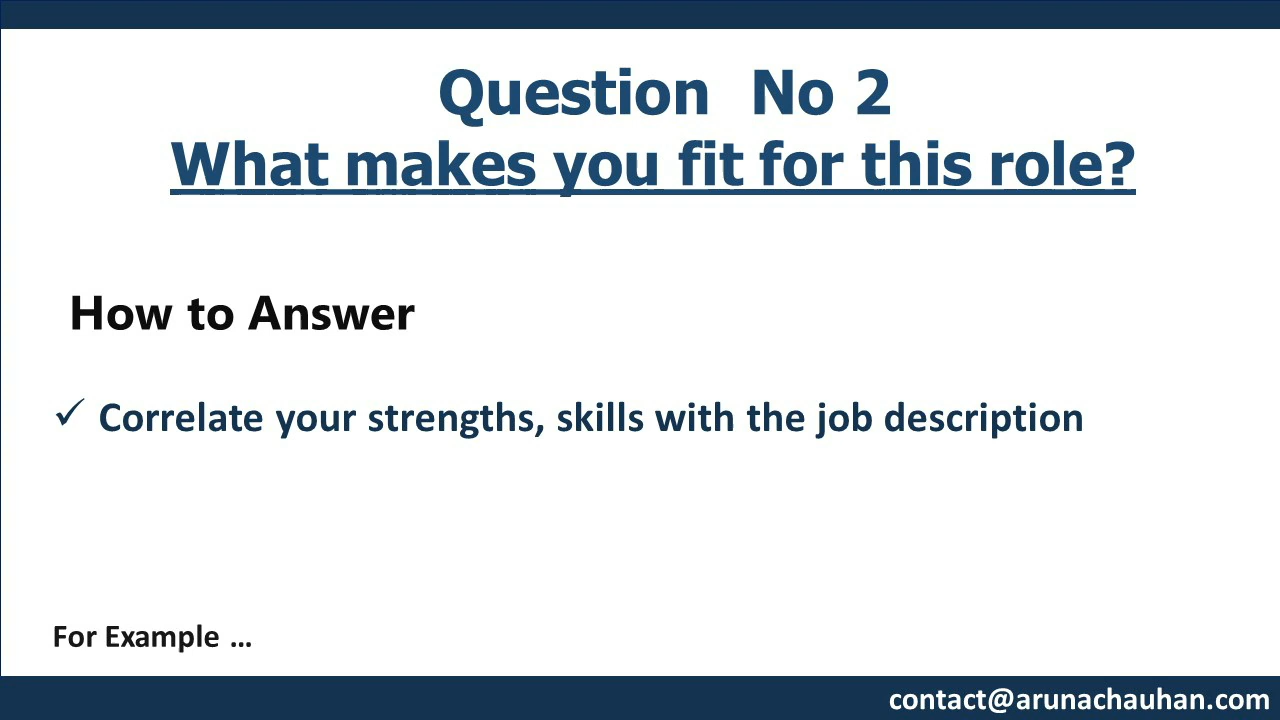 Question No 2
What makes you fit for this role?
How to Answer
✓ Correlate your strengths, skills with the job description
For Example ...
contact@arunachauhan.com